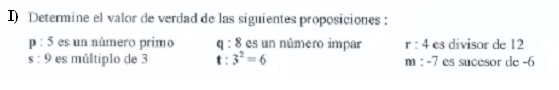 I) Determine el valor de verdad de las siguientes proposiciones :
p : 5 es un número primo q : 8 es un número impar r : 4 es divisor de 12
s : 9 es múltiplo de 3 t : 3² = 6 m : -7 es sucesor de -6